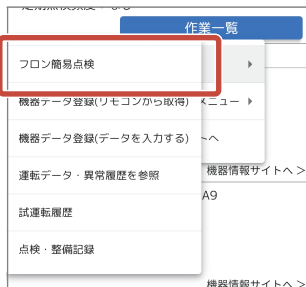 作業一覧
フロン簡易点検
機器データ登録(リモコンから取得)
メニュー
機器データ登録(データを入力する)
トへ
運転データ・異常履歴を参照
機器情報サイトへ >
A9
試運転履歴
点検・整備記録
機器情報サイトへ >